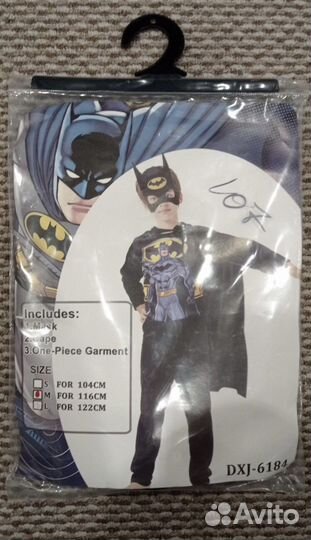 107
Includes:
1.Mask
2.Cape
3.One-Piece Garment
SIZE
S FOR 104CM
M FOR 116CM
L FOR 122CM
DXJ-6184
Avito